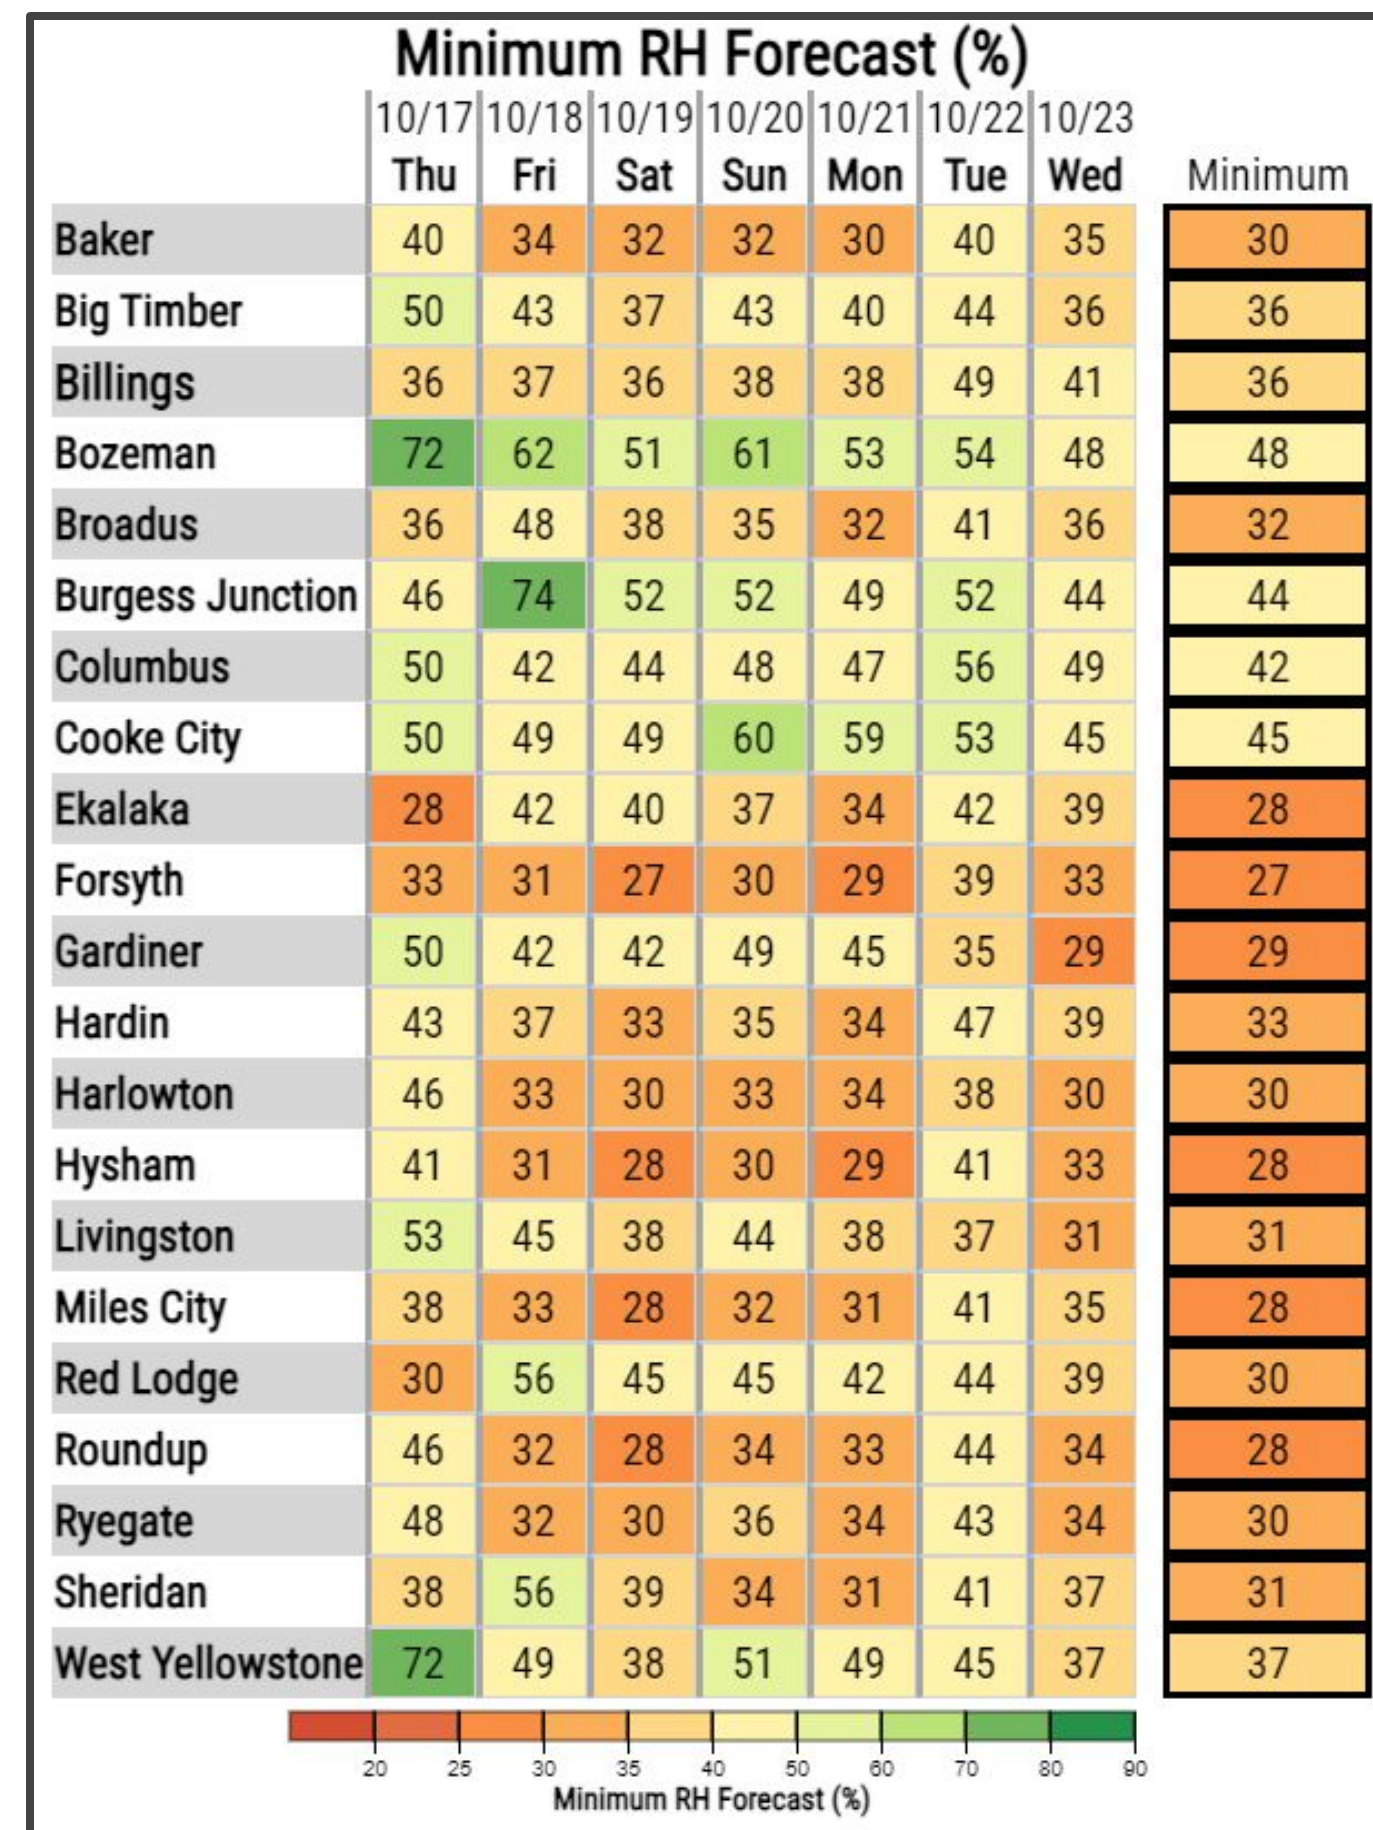 Minimum RH Forecast (%)
10/17 10/18 10/19 10/20 10/21 10/22 10/23
Thu Fri Sat Sun Mon Tue Wed Minimum
Baker 40 34 32 32 30 40 35 30
Big Timber 50 43 37 43 40 44 36 36
Billings 36 37 36 38 38 49 41 36
Bozeman 72 62 51 61 53 54 48 48
Broadus 36 48 38 35 32 41 36 32
Burgess Junction 46 74 52 52 49 52 44 44
Columbus 50 42 44 48 47 56 49 42
Cooke City 50 49 49 60 59 53 45 45
Ekalaka 28 42 40 37 34 42 39 28
Forsyth 33 31 27 30 29 39 33 27
Gardiner 50 42 42 49 45 35 29 29
Hardin 43 37 33 35 34 47 39 33
Harlowton 46 33 30 33 34 38 30 30
Hysham 41 31 28 30 29 41 33 28
Livingston 53 45 38 44 38 37 31 31
Miles City 38 33 28 32 31 41 35 28
Red Lodge 30 56 45 45 42 44 39 30
Roundup 46 32 28 34 33 44 34 28
Ryegate 48 32 30 36 34 43 34 30
Sheridan 38 56 39 34 31 41 37 31
West Yellowstone 72 49 38 51 49 45 37 37
20 25 30 35 40 50 60 70 80 90
Minimum RH Forecast (%)